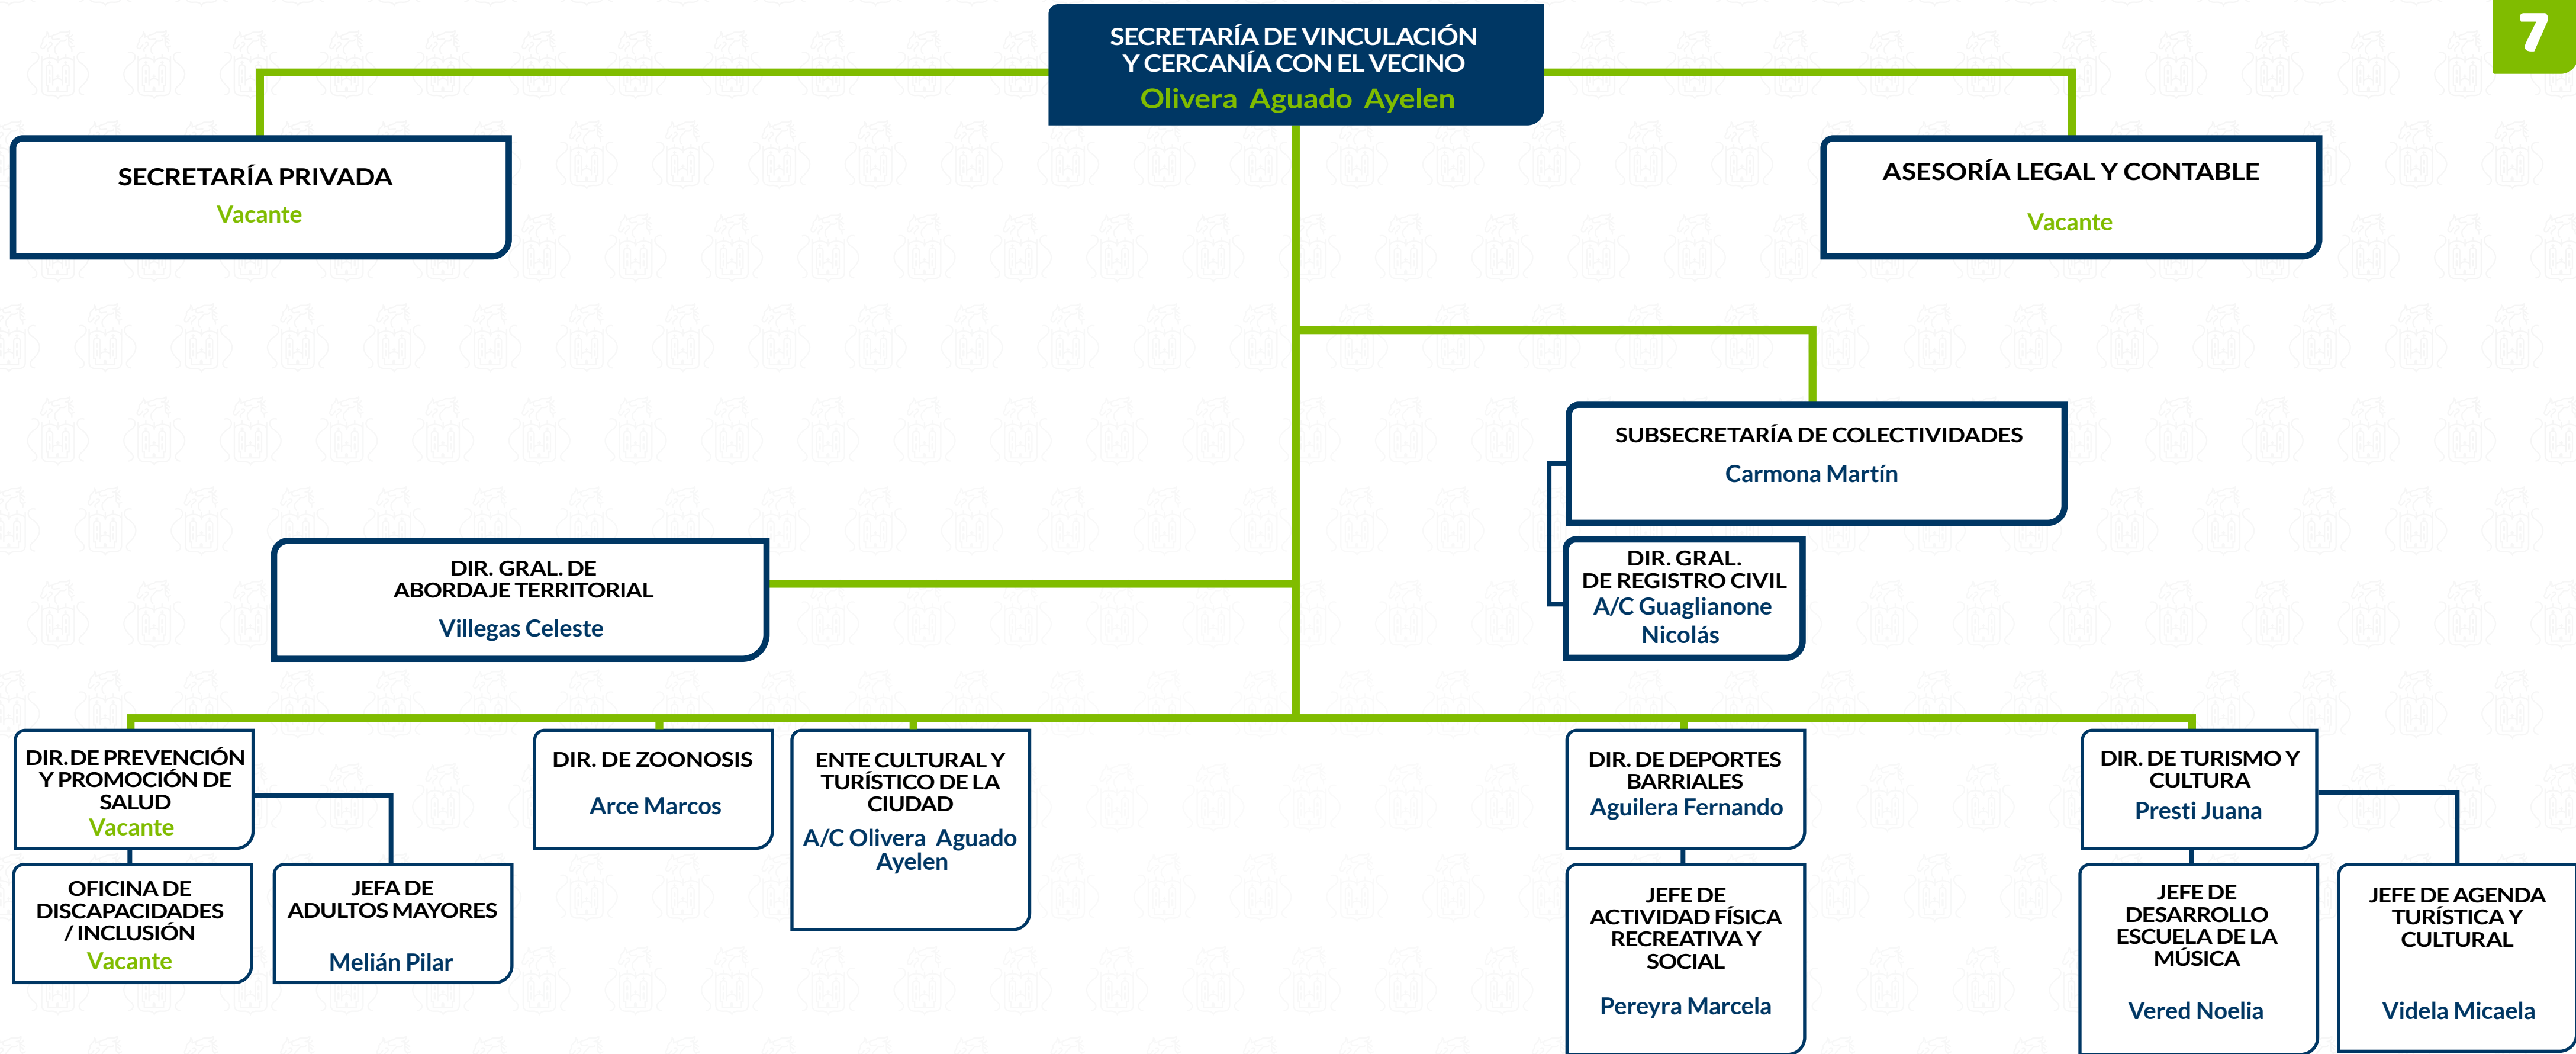 7
SECRETARÍA DE VINCULACIÓN
Y CERCANÍA CON EL VECINO
Olivera Aguado Ayelen
SECRETARÍA PRIVADA
Vacante
ASESORÍA LEGAL Y CONTABLE
Vacante
SUBSECRETARÍA DE COLECTIVIDADES
Carmona Martín
DIR. GRAL. DE
ABORDAJE TERRITORIAL
Villegas Celeste
DIR. GRAL.
DE REGISTRO CIVIL
A/C Guaglianone
Nicolás
DIR. DE PREVENCIÓN
Y PROMOCIÓN DE
SALUD
Vacante
DIR. DE ZOONOSIS
Arce Marcos
ENTE CULTURAL Y
TURÍSTICO DE LA
CIUDAD
A/C Olivera Aguado
Ayelen
DIR. DE DEPORTES
BARRIALES
Aguilera Fernando
DIR. DE TURISMO Y
CULTURA
Presti Juana
OFICINA DE
DISCAPACIDADES
/ INCLUSIÓN
Vacante
JEFA DE
ADULTOS MAYORES
Melián Pilar
JEFE DE
ACTIVIDAD FÍSICA
RECREATIVA Y
SOCIAL
Pereyra Marcela
JEFE DE
DESARROLLO
ESCUELA DE LA
MÚSICA
Vered Noelia
JEFE DE AGENDA
TURÍSTICA Y
CULTURAL
Videla Micaela